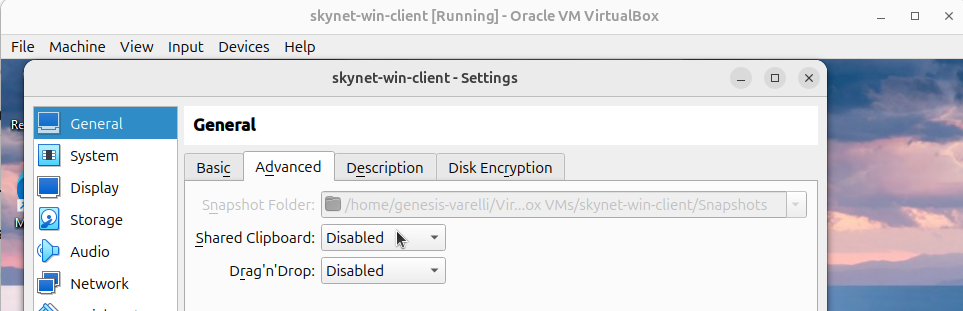 skynet-win-client [Running] - Oracle VM VirtualBox
File Machine View Input Devices Help
skynet-win-client - Settings
General
General
System
Display
Storage
Audio
Network
Basic Advanced Description Disk Encryption
Snapshot Folder: /home/genesis-varelli/Vir...ox VMs/skynet-win-client/Snapshots
Shared Clipboard: Disabled
Drag'n'Drop: Disabled